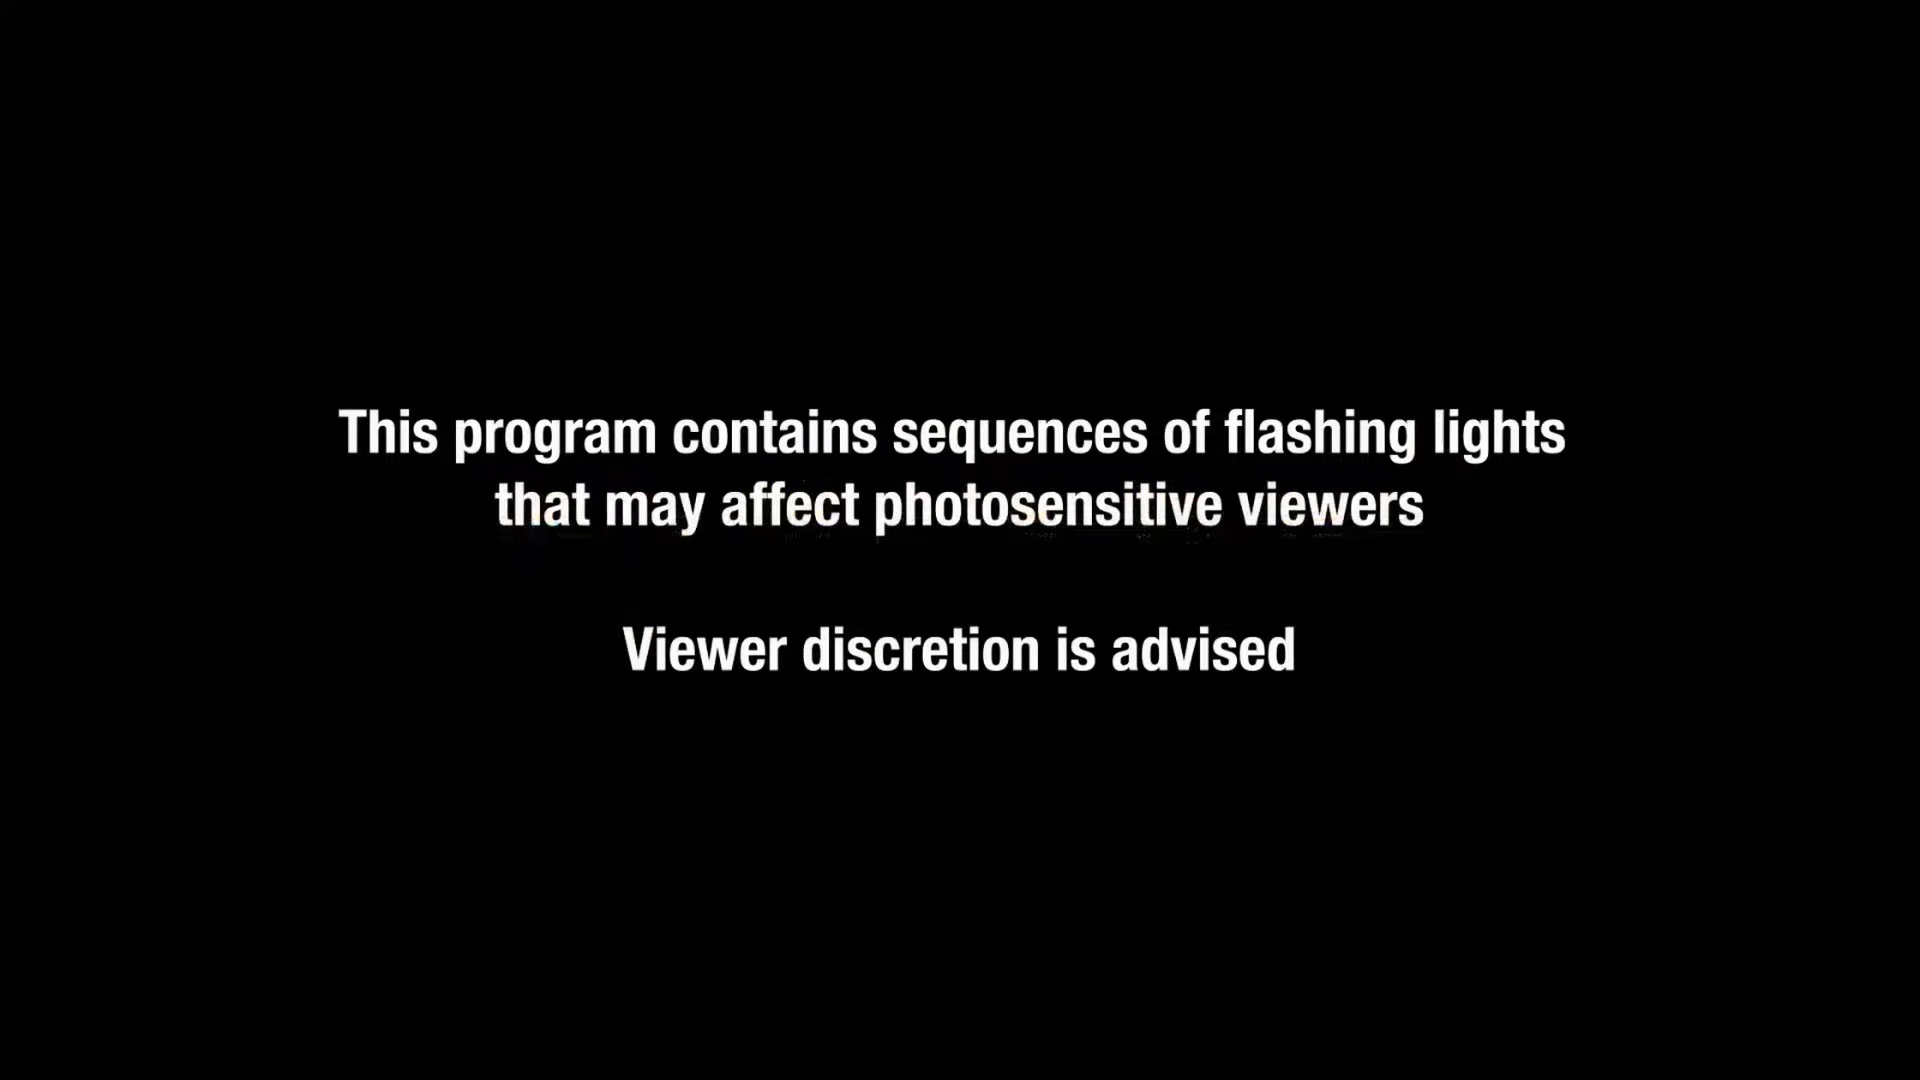 This program contains sequences of flashing lights
that may affect photosensitive viewers
Viewer discretion is advised